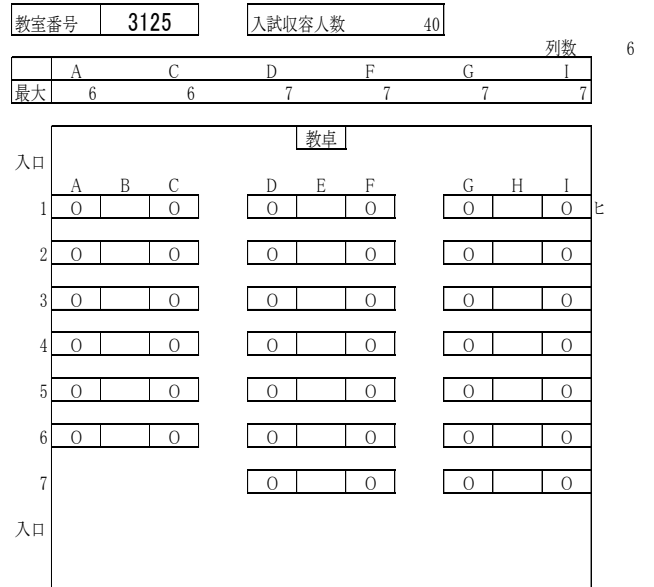 教室番号 3125 入試収容人数 40
列数 6
A C D F G I
最大 6 6 7 7 7 7
教卓
入口
A B C D E F G H I
1 O O O O O O ヒ
2 O O O O O O
3 O O O O O O
4 O O O O O O
5 O O O O O O
6 O O O O O O
7 O O O O
入口